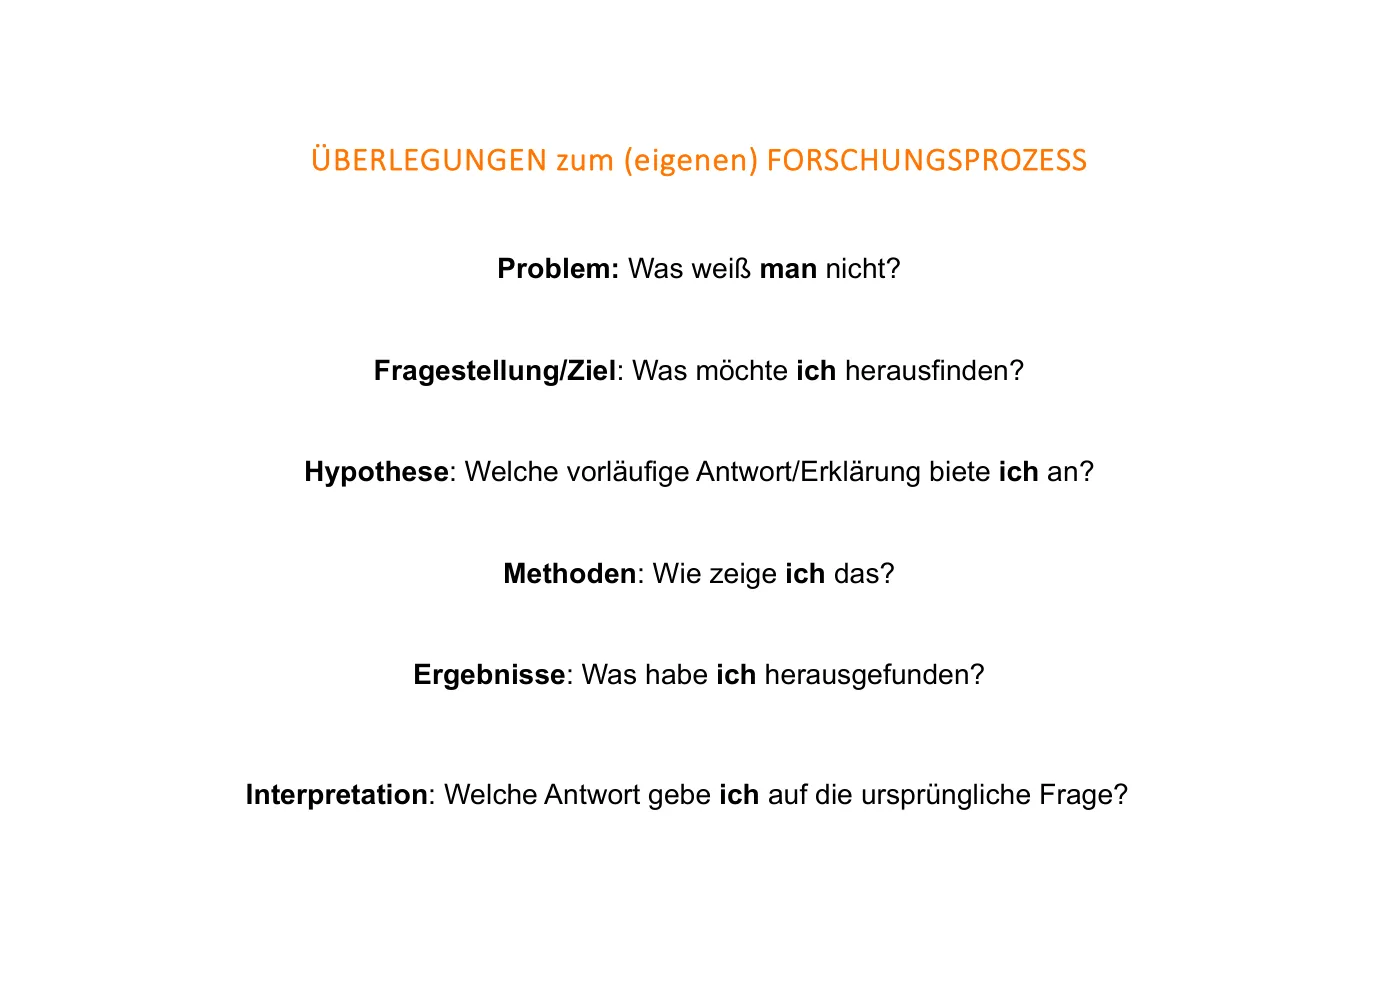 ÜBERLEGUNGEN zum (eigenen) FORSCHUNGSPROZESS
Problem: Was weiß man nicht?
Fragestellung/Ziel: Was möchte ich herausfinden?
Hypothese: Welche vorläufige Antwort/Erklärung biete ich an?
Methoden: Wie zeige ich das?
Ergebnisse: Was habe ich herausgefunden?
Interpretation: Welche Antwort gebe ich auf die ursprüngliche Frage?